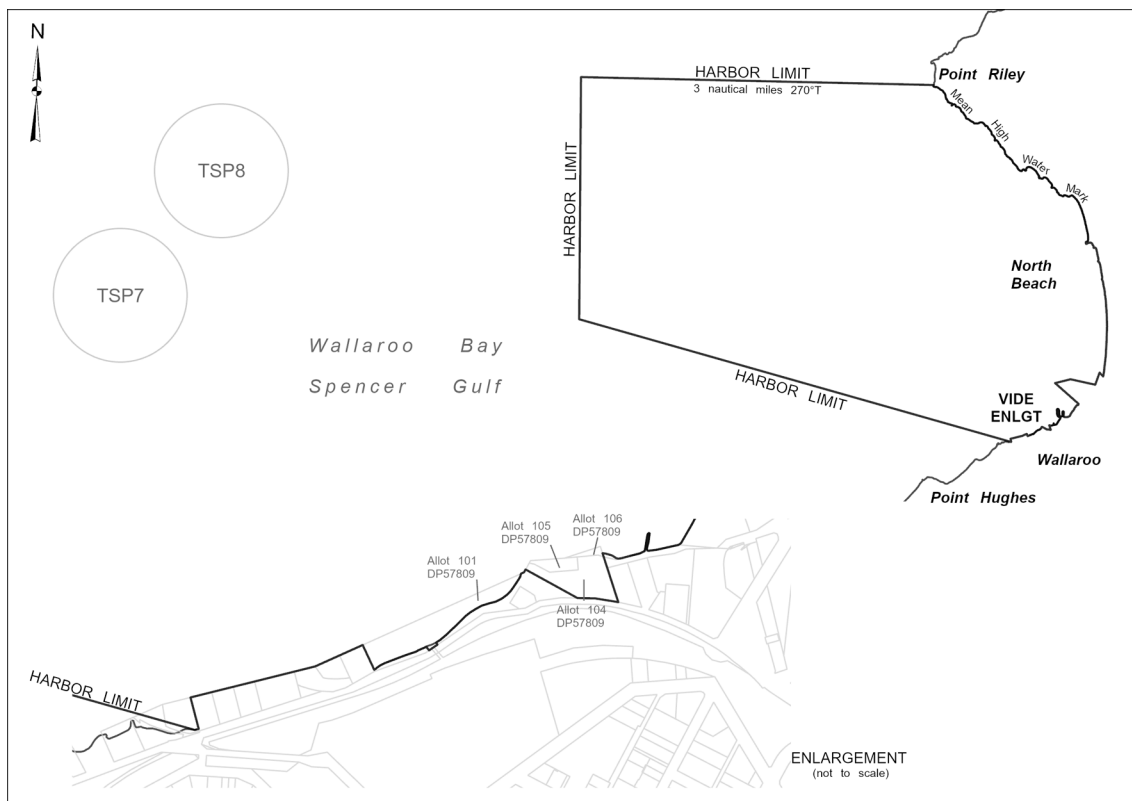 N
HARBOR LIMIT
3 nautical miles 270°T
Point Riley
Mean High Water Mark
TSP8
HARBOR LIMIT
TSP7
North
Beach
Wallaroo Bay
Spencer Gulf
HARBOR LIMIT
VIDE
ENLGT
Wallaroo
Point Hughes
Allot 105
DP57809
Allot 106
DP57809
Allot 101
DP57809
Allot 104
DP57809
HARBOR LIMIT
ENLARGEMENT
(not to scale)